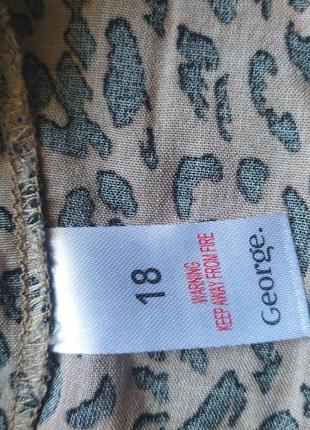 18
WARNING
KEEP AWAY FROM FIRE
George.